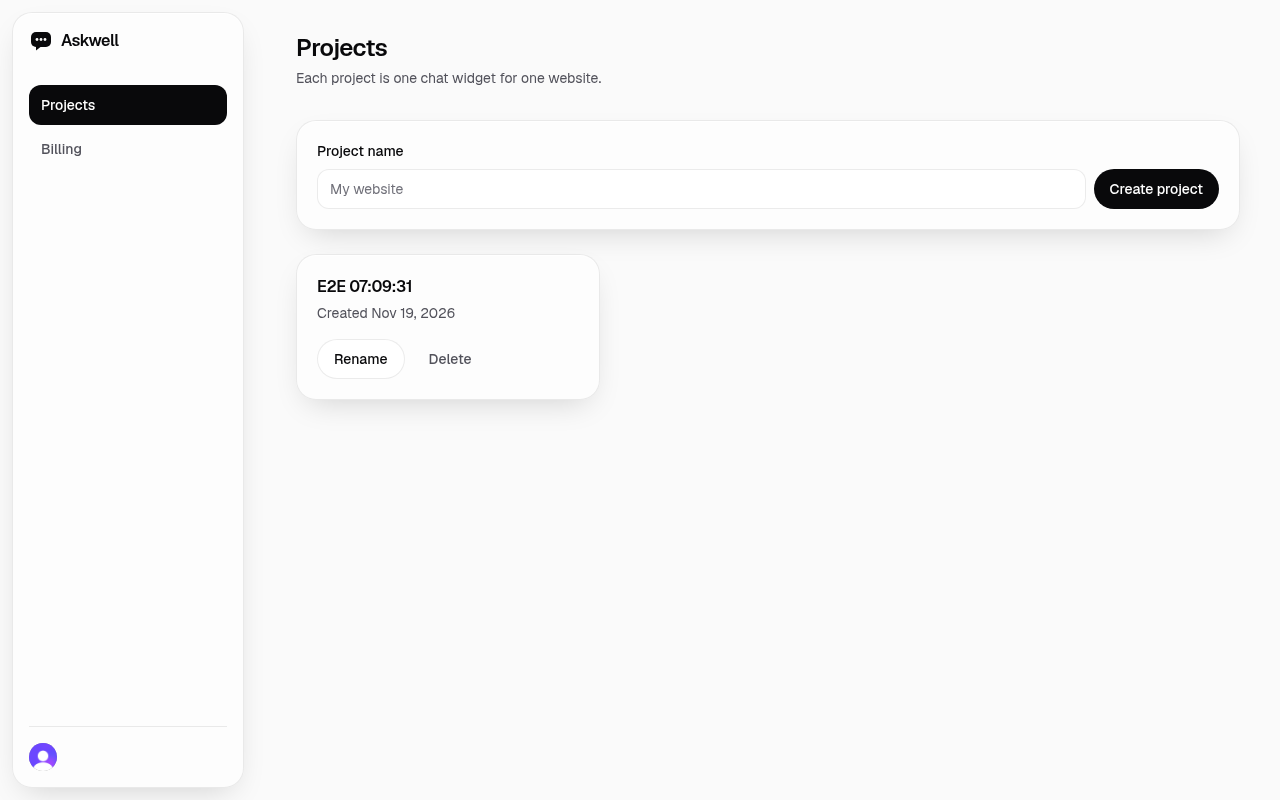 Askwell
Projects
Billing
Projects
Each project is one chat widget for one website.
Project name
My website
Create project
E2E 07:09:31
Created Nov 19, 2026
Rename
Delete